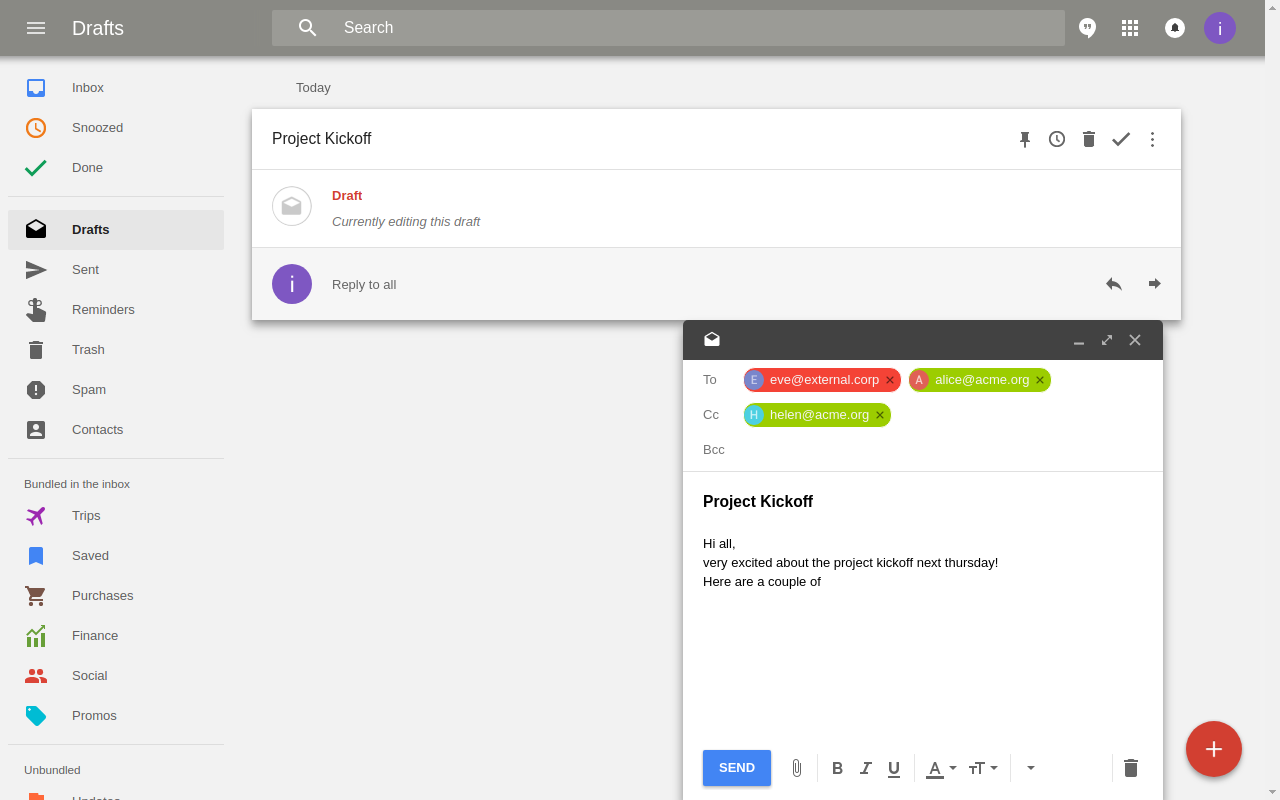 Drafts
Search
i
Inbox
Snoozed
Done
Drafts
Sent
Reminders
Trash
Spam
Contacts
Bundled in the inbox
Trips
Saved
Purchases
Finance
Social
Promos
Unbundled
Updates
Today
Project Kickoff
Draft
Currently editing this draft
i
Reply to all
To
E eve@external.corp
A alice@acme.org
Cc
H helen@acme.org
Bcc
Project Kickoff
Hi all,
very excited about the project kickoff next thursday!
Here are a couple of
SEND